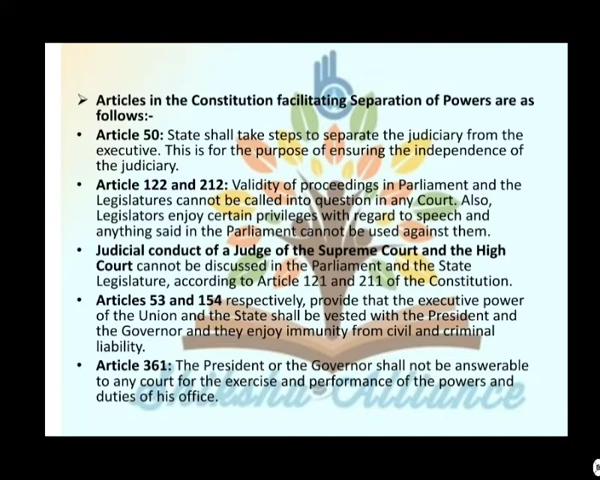 ➤ Articles in the Constitution facilitating Separation of Powers are as
follows:-
• Article 50: State shall take steps to separate the judiciary from the
executive. This is for the purpose of ensuring the independence of
the judiciary.
• Article 122 and 212: Validity of proceedings in Parliament and the
Legislatures cannot be called into question in any Court. Also,
Legislators enjoy certain privileges with regard to speech and
anything said in the Parliament cannot be used against them.
• Judicial conduct of a Judge of the Supreme Court and the High
Court cannot be discussed in the Parliament and the State
Legislature, according to Article 121 and 211 of the Constitution.
• Articles 53 and 154 respectively, provide that the executive power
of the Union and the State shall be vested with the President and
the Governor and they enjoy immunity from civil and criminal
liability.
• Article 361: The President or the Governor shall not be answerable
to any court for the exercise and performance of the powers and
duties of his office.
Shiksha Alliance